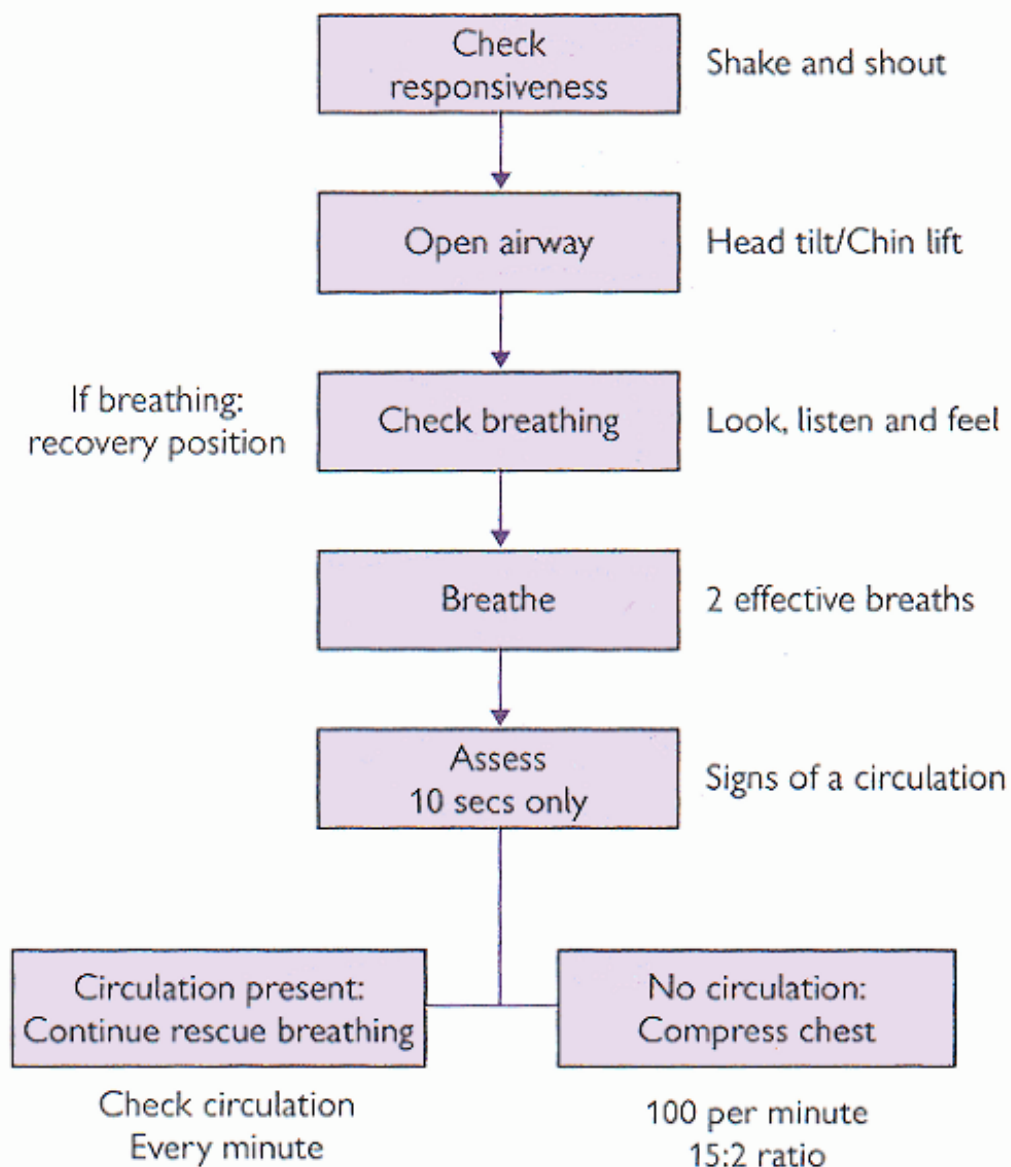 Check
responsiveness
Shake and shout
Open airway
Head tilt/Chin lift
If breathing:
recovery position
Check breathing
Look, listen and feel
Breathe
2 effective breaths
Assess
10 secs only
Signs of a circulation
Circulation present:
Continue rescue breathing
Check circulation
Every minute
No circulation:
Compress chest
100 per minute
15:2 ratio